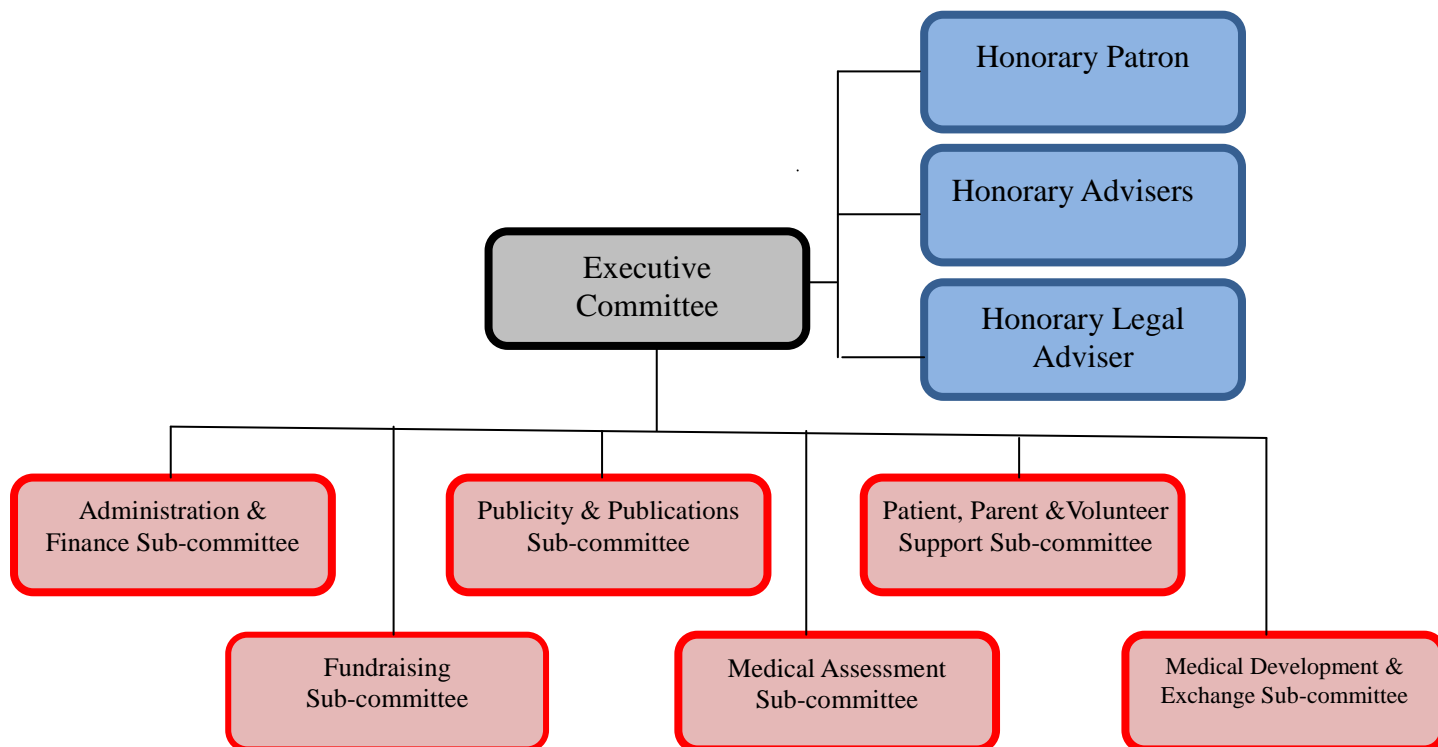 Honorary Patron
Honorary Advisers
Executive
Committee
Honorary Legal
Adviser
Administration &
Finance Sub-committee
Publicity & Publications
Sub-committee
Patient, Parent &Volunteer
Support Sub-committee
Fundraising
Sub-committee
Medical Assessment
Sub-committee
Medical Development &
Exchange Sub-committee